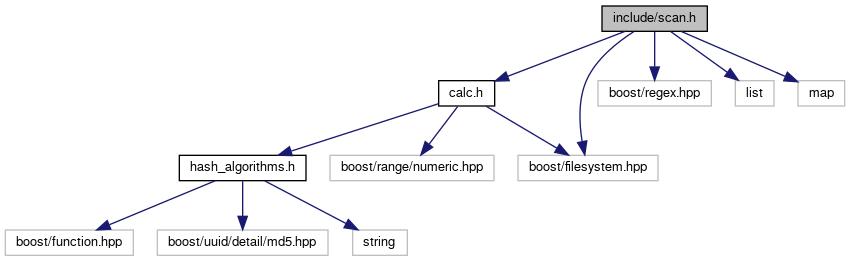 include/scan.h
calc.h
boost/regex.hpp
list
map
hash_algorithms.h
boost/range/numeric.hpp
boost/filesystem.hpp
boost/function.hpp
boost/uuid/detail/md5.hpp
string